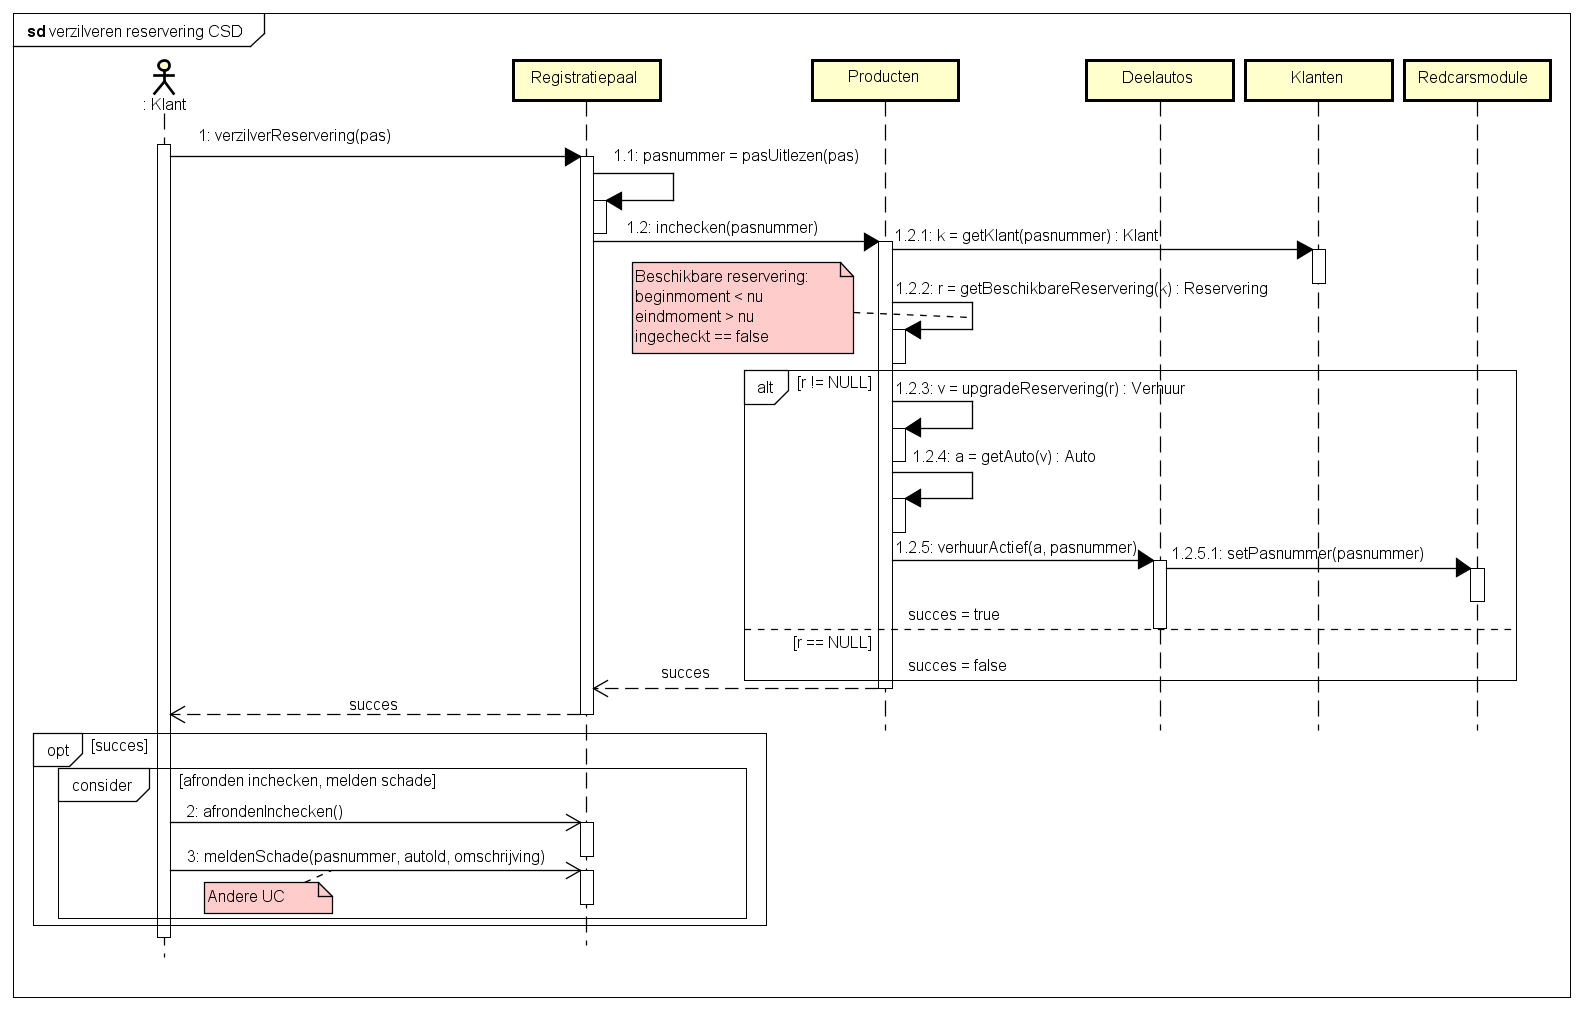 sd verzilveren reservering CSD
: Klant
Registratiepaal
Producten
Deelautos
Klanten
Redcarsmodule
1: verzilverReservering(pas)
1.1: pasnummer = pasUitlezen(pas)
1.2: inchecken(pasnummer)
1.2.1: k = getKlant(pasnummer) : Klant
Beschikbare reservering:
beginmoment < nu
eindmoment > nu
ingecheckt == false
1.2.2: r = getBeschikbareReservering(k) : Reservering
alt
[r != NULL]
1.2.3: v = upgradeReservering(r) : Verhuur
1.2.4: a = getAuto(v) : Auto
1.2.5: verhuurActief(a, pasnummer)
1.2.5.1: setPasnummer(pasnummer)
succes = true
[r == NULL]
succes = false
succes
succes
opt
[succes]
consider
[afronden inchecken, melden schade]
2: afrondenInchecken()
3: meldenSchade(pasnummer, autoId, omschrijving)
Andere UC